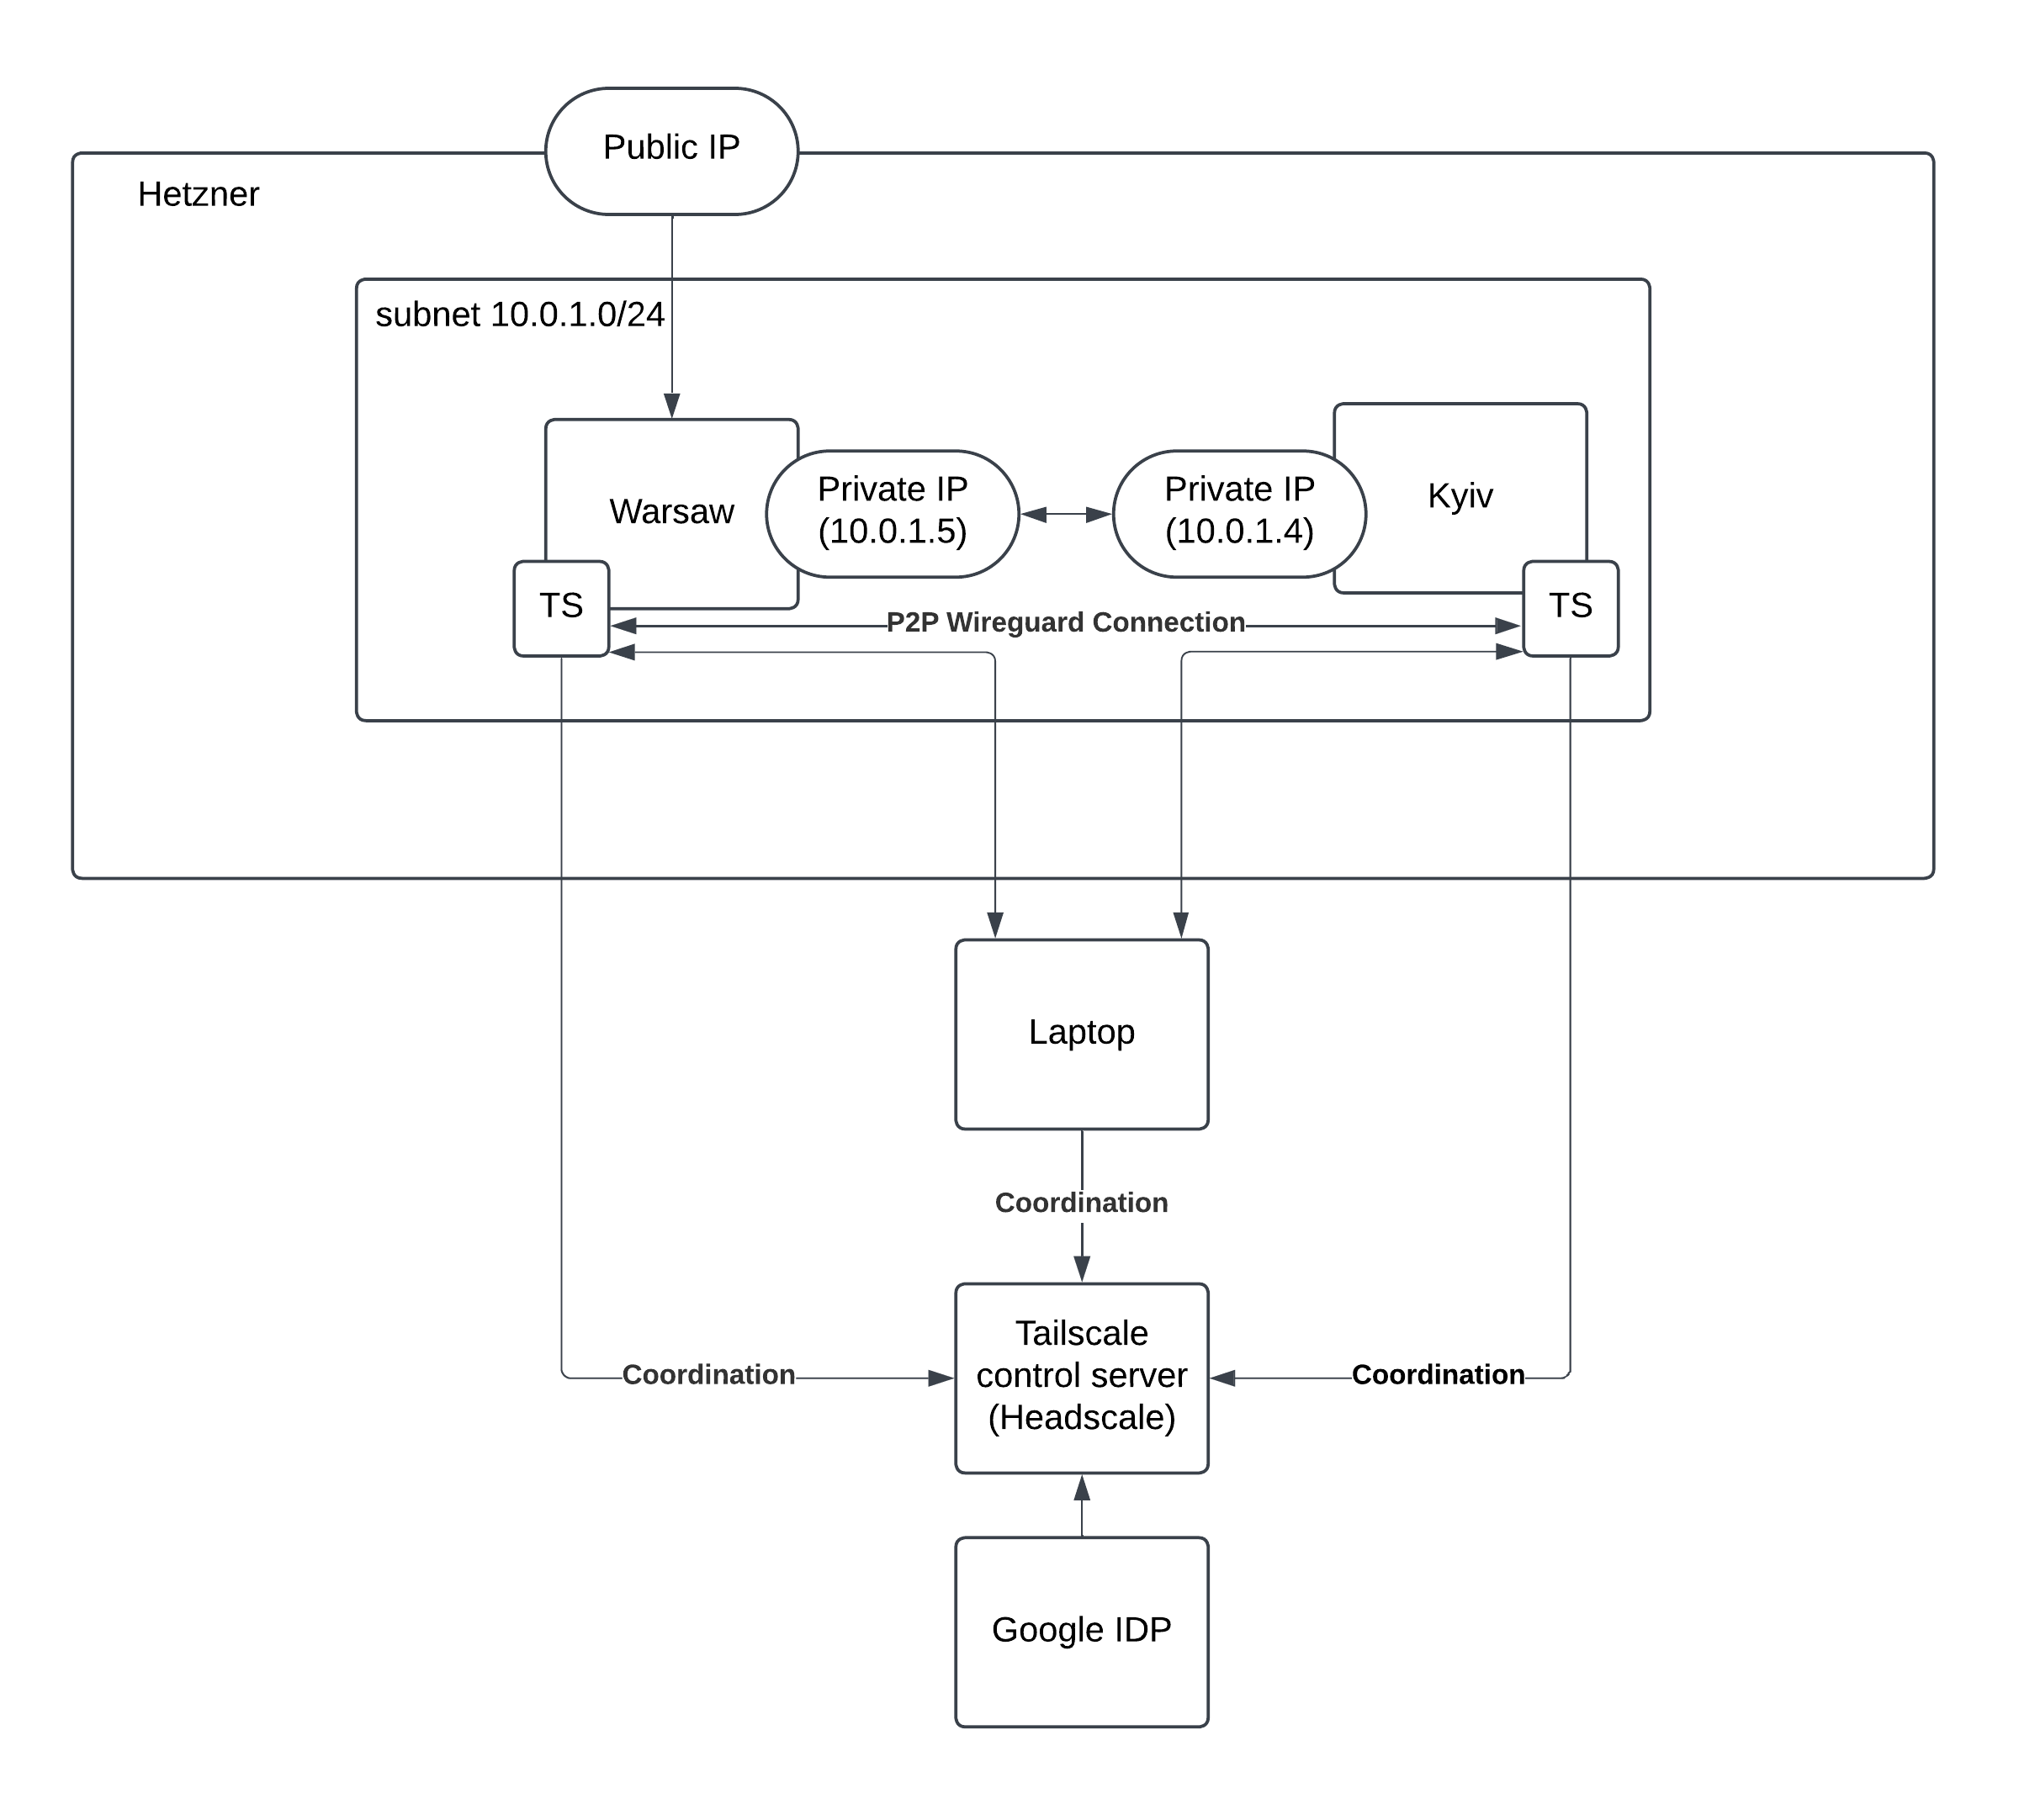 Public IP
Hetzner
subnet 10.0.1.0/24
Warsaw
Private IP
(10.0.1.5)
Private IP
(10.0.1.4)
Kyiv
TS
TS
P2P Wireguard Connection
Laptop
Coordination
Tailscale
control server
(Headscale)
Coordination
Coordination
Google IDP